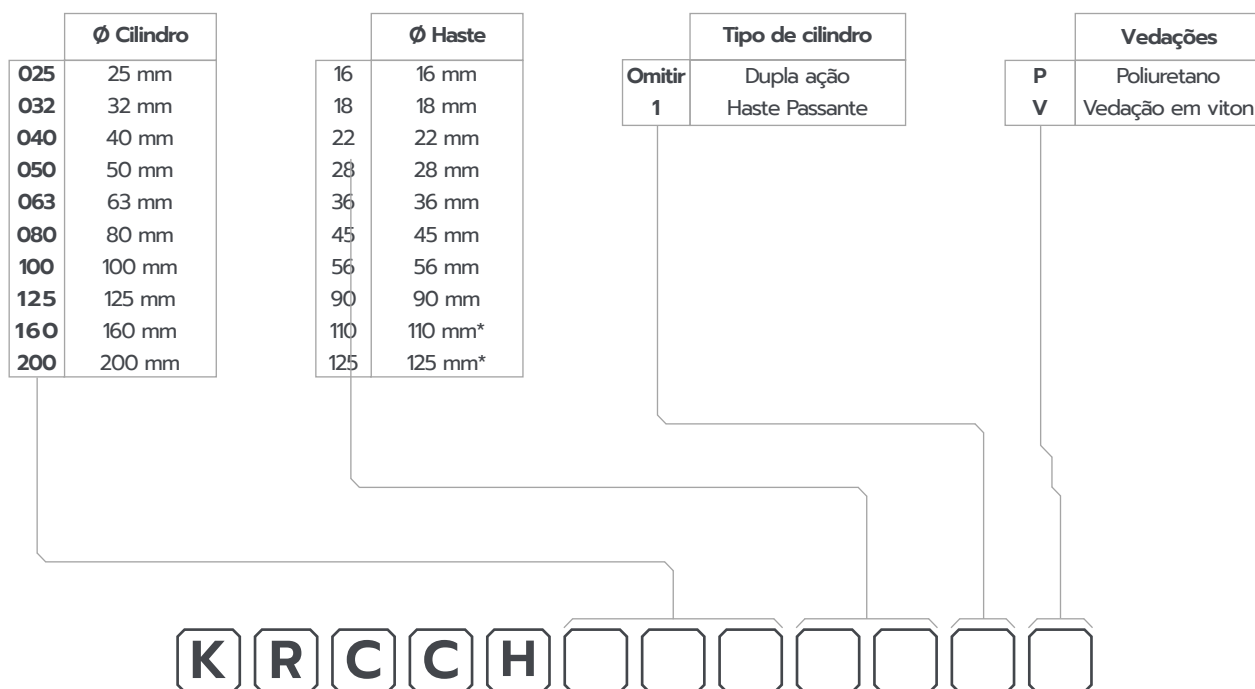 Ø Cilindro
025 25 mm
032 32 mm
040 40 mm
050 50 mm
063 63 mm
080 80 mm
100 100 mm
125 125 mm
160 160 mm
200 200 mm
Ø Haste
16 16 mm
18 18 mm
22 22 mm
28 28 mm
36 36 mm
45 45 mm
56 56 mm
90 90 mm
110 110 mm*
125 125 mm*
Tipo de cilindro
Omitir Dupla ação
1 Haste Passante
Vedações
P Poliuretano
V Vedação em viton
K R C C H